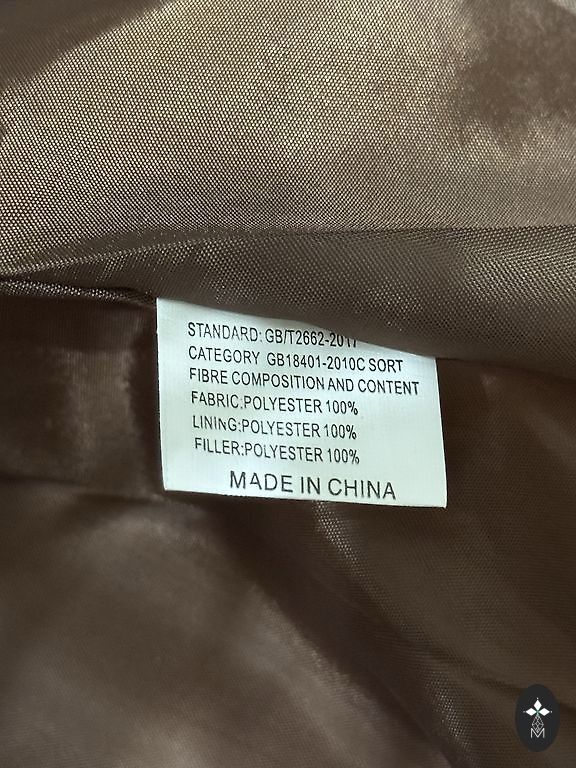 STANDARD: GB/T2662-2017
CATEGORY GB18401-2010C SORT
FIBRE COMPOSITION AND CONTENT
FABRIC:POLYESTER 100%
LINING:POLYESTER 100%
FILLER:POLYESTER 100%
MADE IN CHINA
M